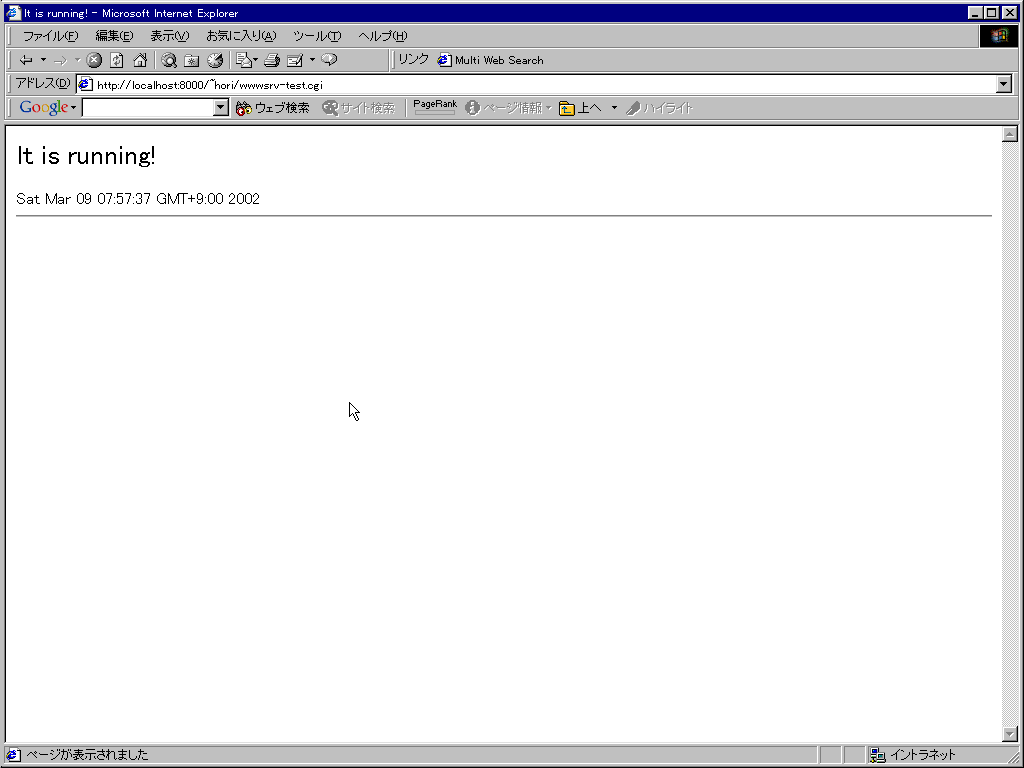 It is running! - Microsoft Internet Explorer
ファイル(F) 編集(E) 表示(V) お気に入り(A) ツール(T) ヘルプ(H)
リンク Multi Web Search
アドレス(D) http://localhost:8000/~hori/wwwsrv-test.cgi
Google ウェブ検索 サイト検索 PageRank ページ情報 上へ ハイライト
It is running!
Sat Mar 09 07:57:37 GMT+9:00 2002
ページが表示されました イントラネット